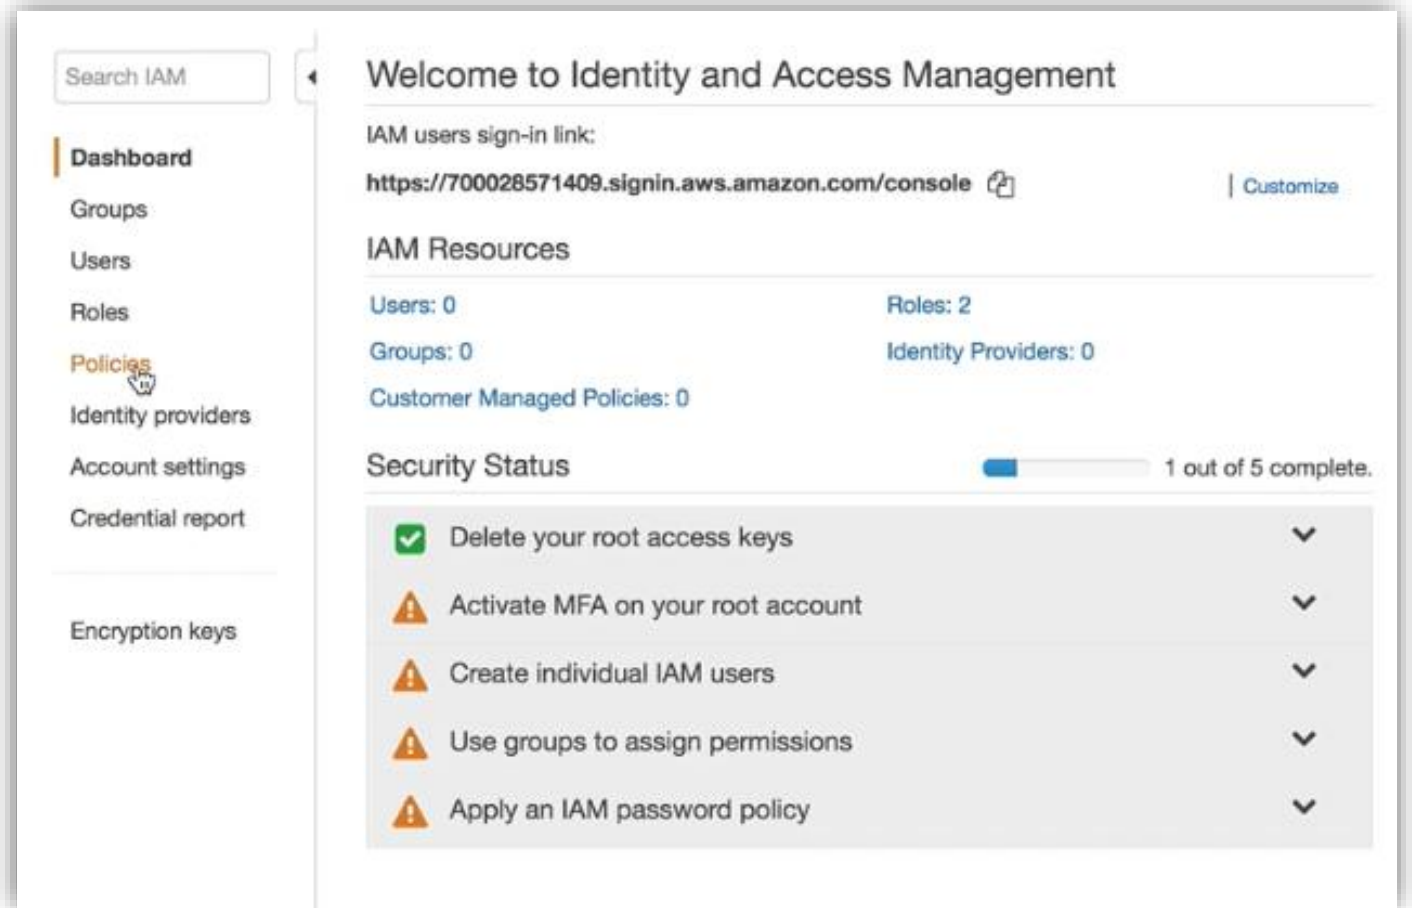 Search IAM
Dashboard
Groups
Users
Roles
Policies
Identity providers
Account settings
Credential report
Encryption keys
Welcome to Identity and Access Management
IAM users sign-in link:
https://700028571409.signin.aws.amazon.com/console
| Customize
IAM Resources
Users: 0
Roles: 2
Groups: 0
Identity Providers: 0
Customer Managed Policies: 0
Security Status
1 out of 5 complete.
Delete your root access keys
Activate MFA on your root account
Create individual IAM users
Use groups to assign permissions
Apply an IAM password policy